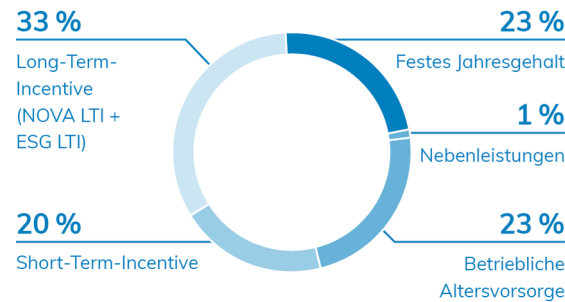 33 %
Long-Term-
Incentive
(NOVA LTI +
ESG LTI)
23 %
Festes Jahresgehalt
1 %
Nebenleistungen
20 %
Short-Term-Incentive
23 %
Betriebliche
Altersvorsorge